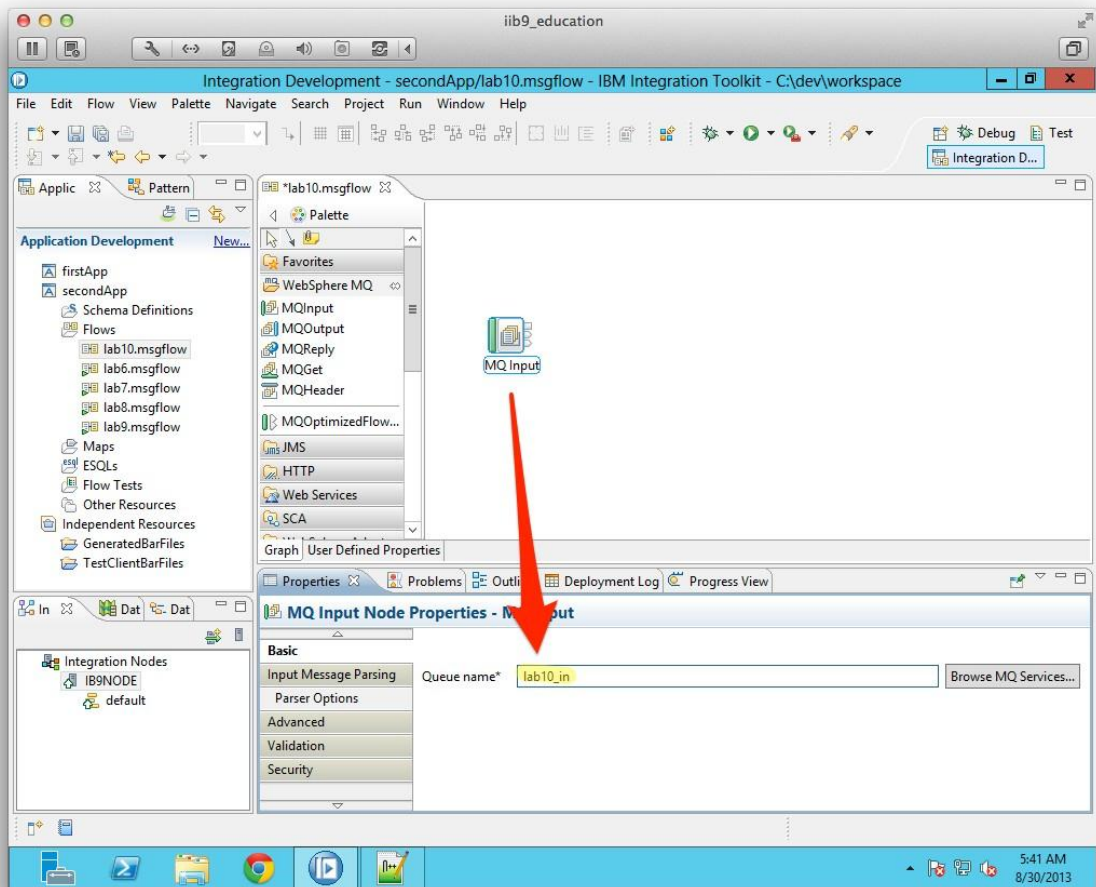 iib9_education
Integration Development - secondApp/lab10.msgflow - IBM Integration Toolkit - C:\dev\workspace
File Edit Flow View Palette Navigate Search Project Run Window Help
Debug Test
Integration D...
Applic Pattern
Application Development New...
firstApp
secondApp
Schema Definitions
Flows
lab10.msgflow
lab6.msgflow
lab7.msgflow
lab8.msgflow
lab9.msgflow
Maps
ESQLs
Flow Tests
Other Resources
Independent Resources
GeneratedBarFiles
TestClientBarFiles
*lab10.msgflow
Palette
Favorites
WebSphere MQ
MQInput
MQOutput
MQReply
MQGet
MQHeader
MQOptimizedFlow...
JMS
HTTP
Web Services
SCA
MQ Input
Graph User Defined Properties
In Dat Dat
Integration Nodes
IB9NODE
default
Properties Problems Outli Deployment Log Progress View
MQ Input Node Properties -
Basic
Input Message Parsing
Parser Options
Advanced
Validation
Security
Queue name* lab10_in Browse MQ Services...
5:41 AM
8/30/2013